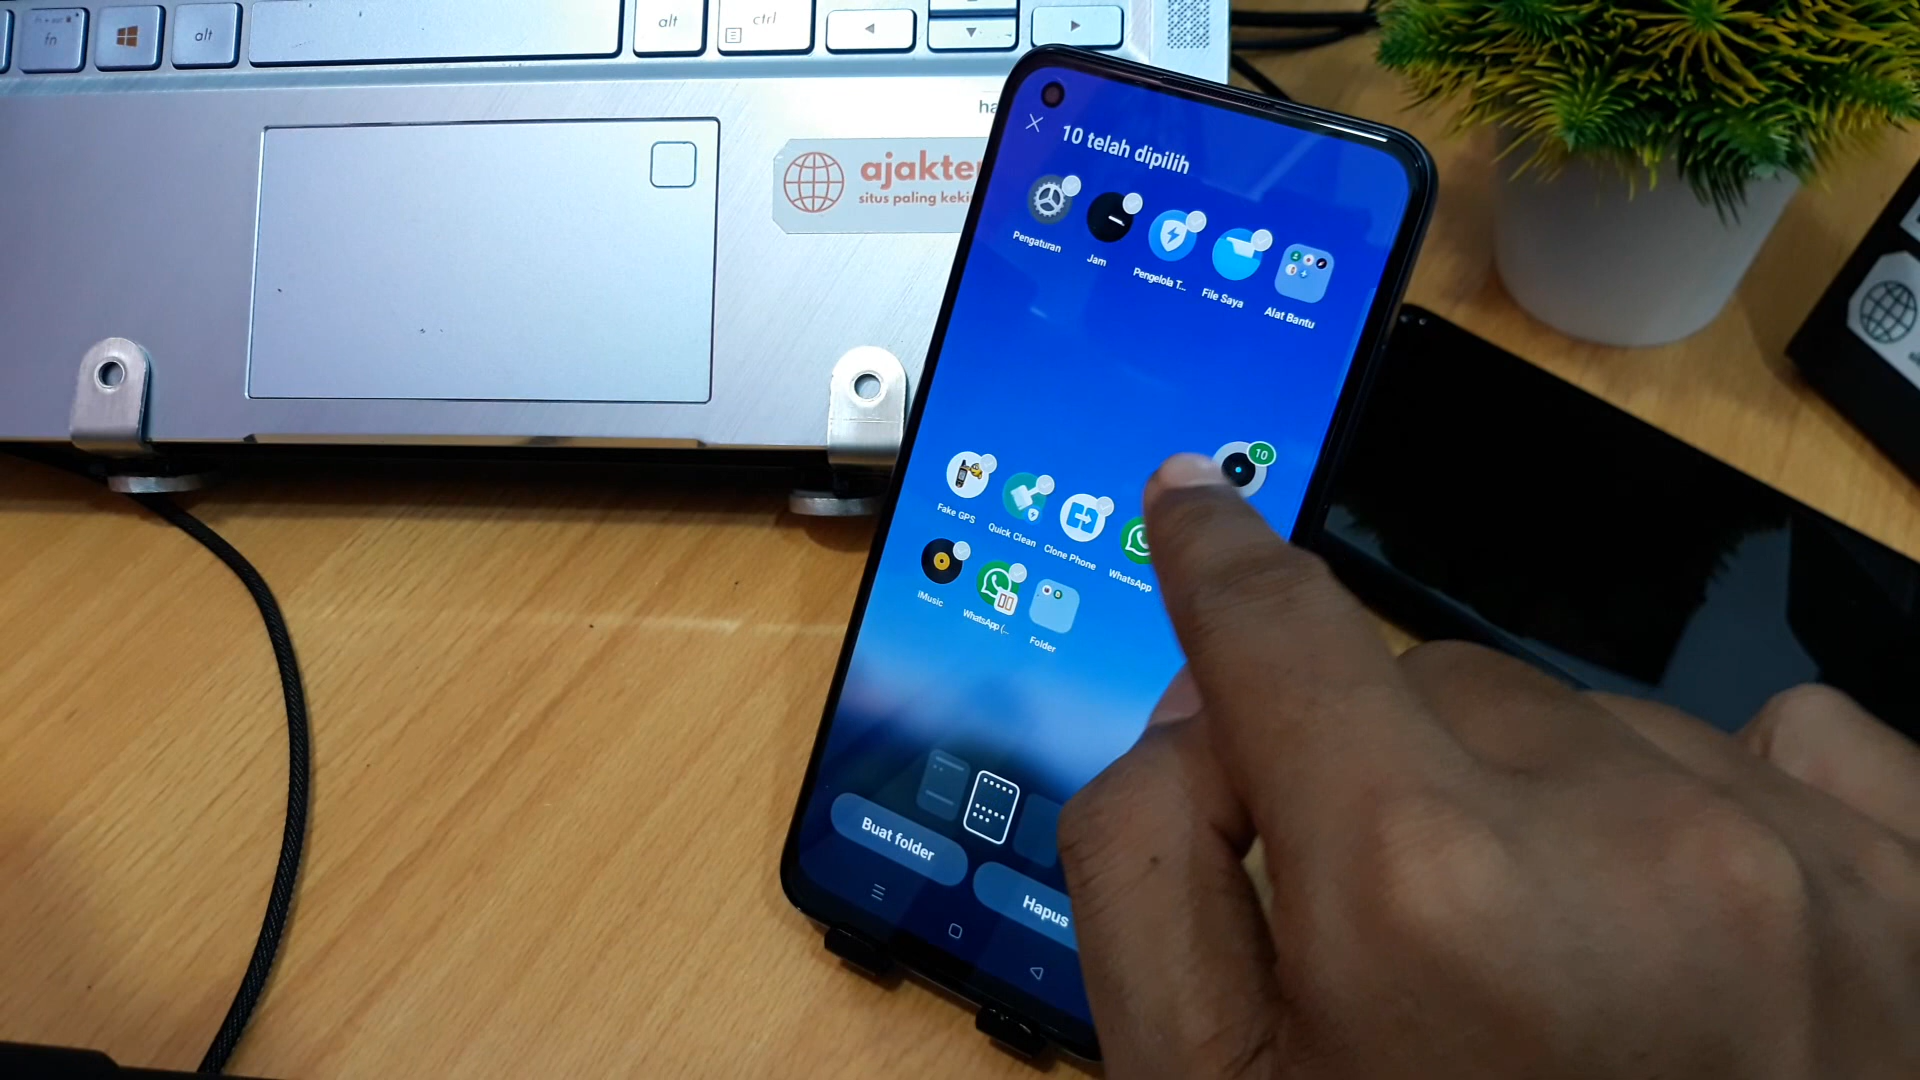 fn
alt
alt
ctrl
ajakte
situs paling keki
10 telah dipilih
Pengaturan
Jam
Pengelola T...
File Saya
Alat Bantu
10
Fake GPS
Quick Clean
Clone Phone
WhatsApp
iMusic
WhatsApp (...
Folder
Buat folder
Hapus